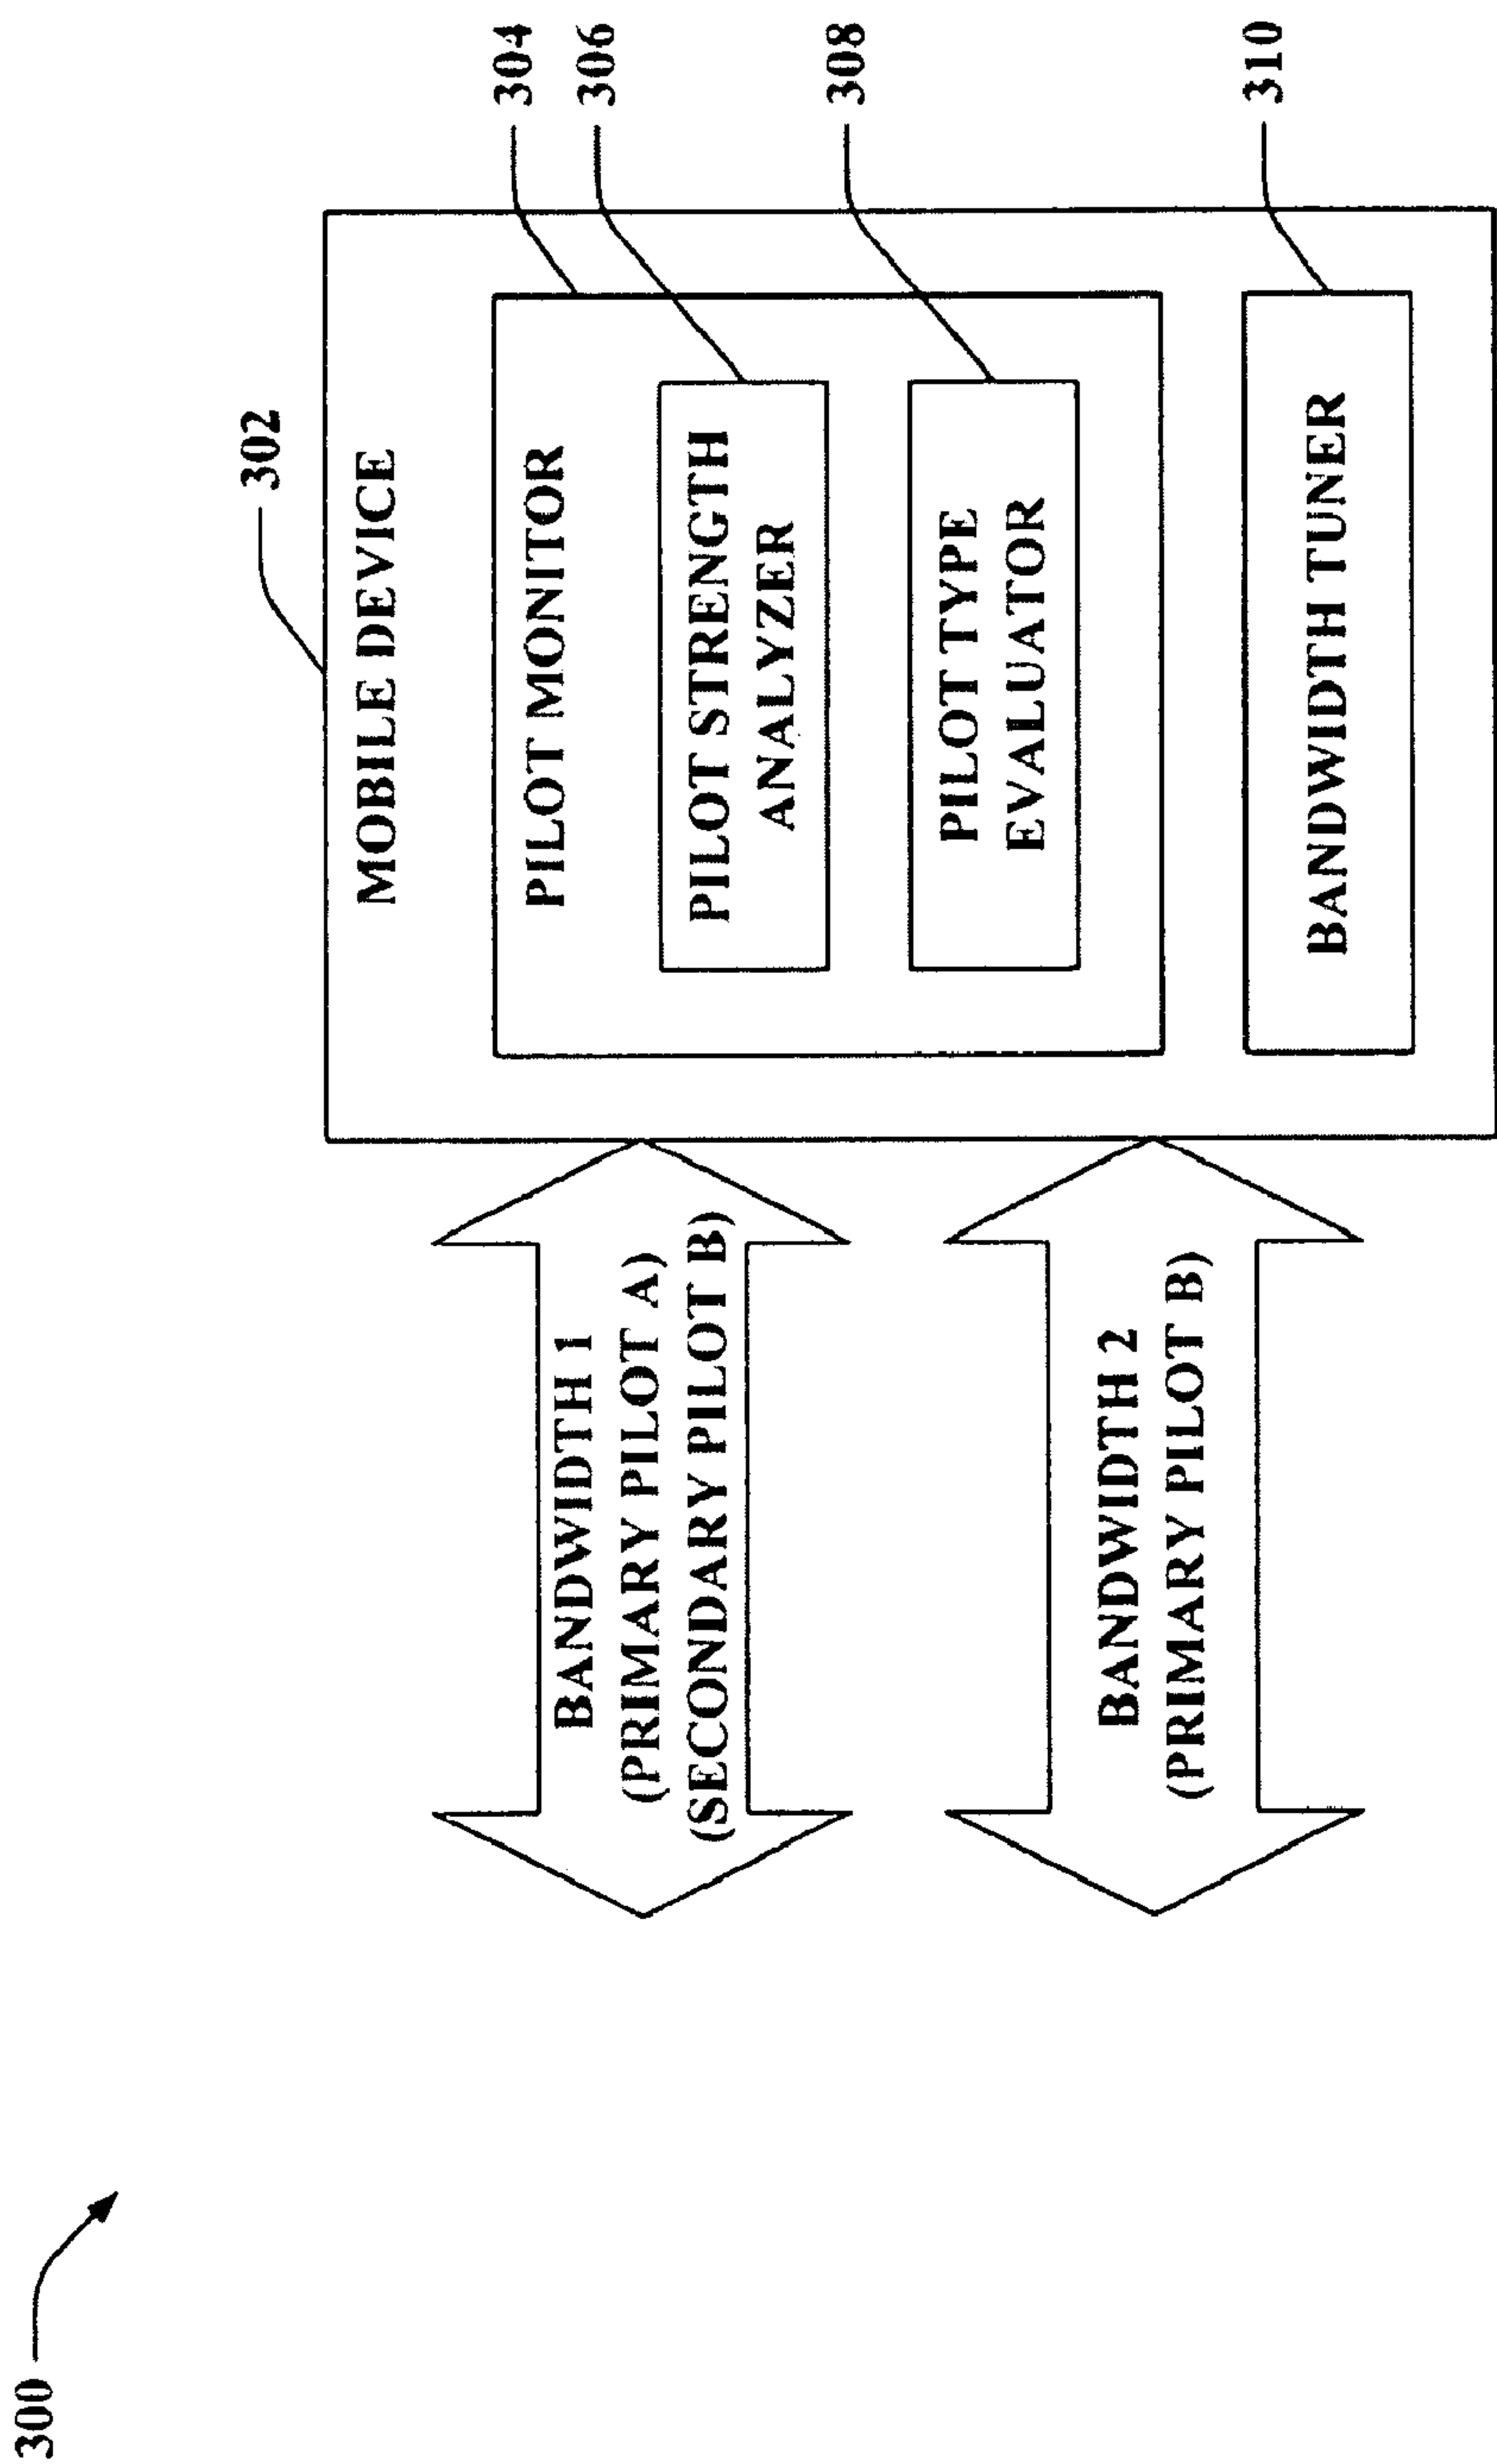 300
302
MOBILE DEVICE
304
PILOT MONITOR
306
PILOT STRENGTH
ANALYZER
308
PILOT TYPE
EVALUATOR
310
BANDWIDTH TUNER
BANDWIDTH 1
(PRIMARY PILOT A)
(SECONDARY PILOT B)
BANDWIDTH 2
(PRIMARY PILOT B)